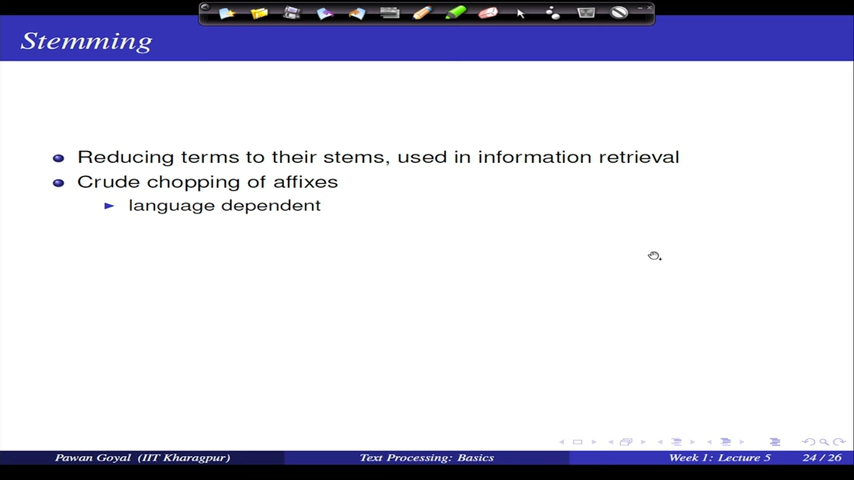 Stemming
Reducing terms to their stems, used in information retrieval
Crude chopping of affixes
language dependent
Pawan Goyal (IIT Kharagpur) Text Processing: Basics Week 1: Lecture 5 24 / 26